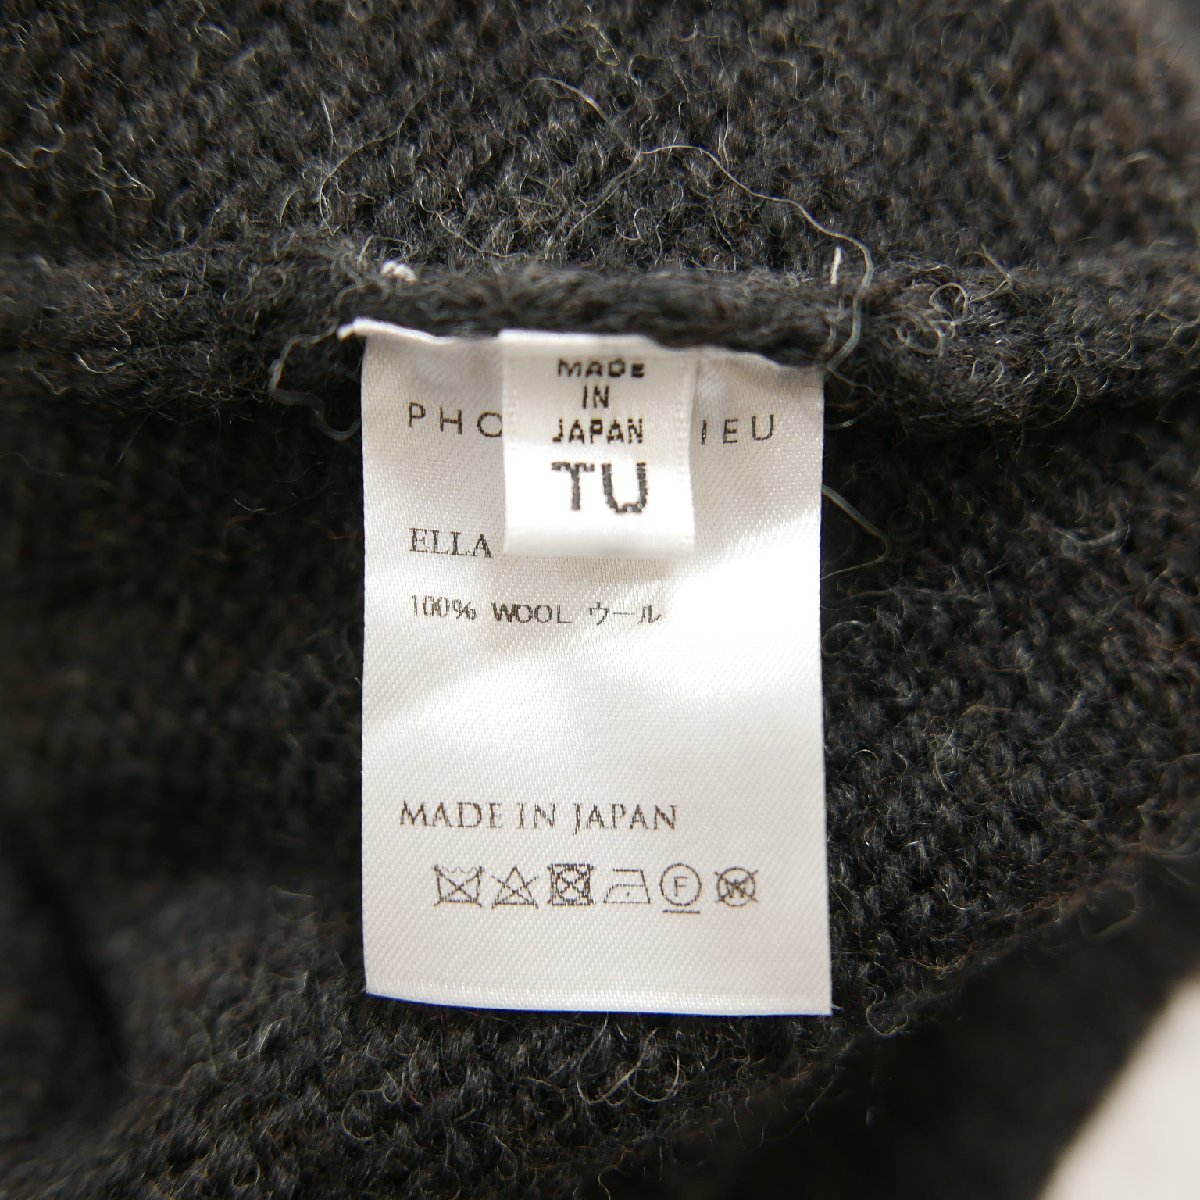 MADE
IN
JAPAN
TU
PHO IEU
ELLA
100% WOOL ウール
MADE IN JAPAN
F
W